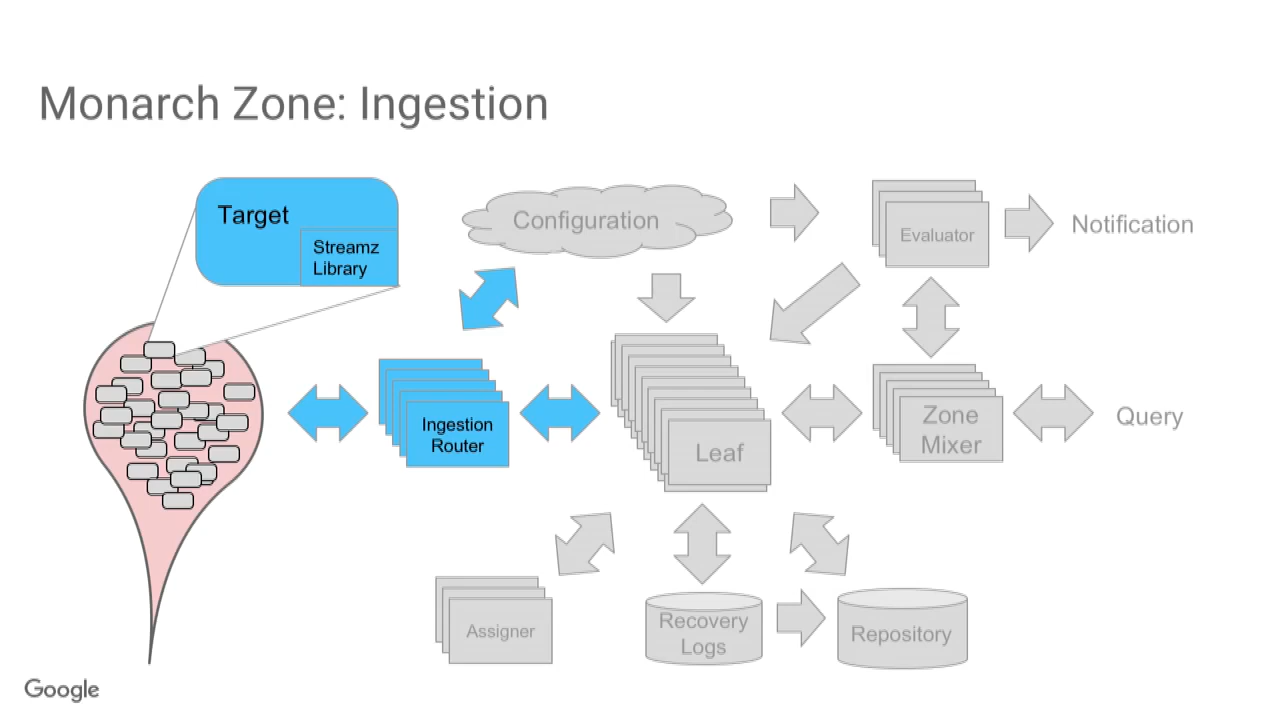 Monarch Zone: Ingestion
Target
Streamz
Library
Configuration
Evaluator
Notification
Ingestion
Router
Leaf
Zone
Mixer
Query
Assigner
Recovery
Logs
Repository
Google